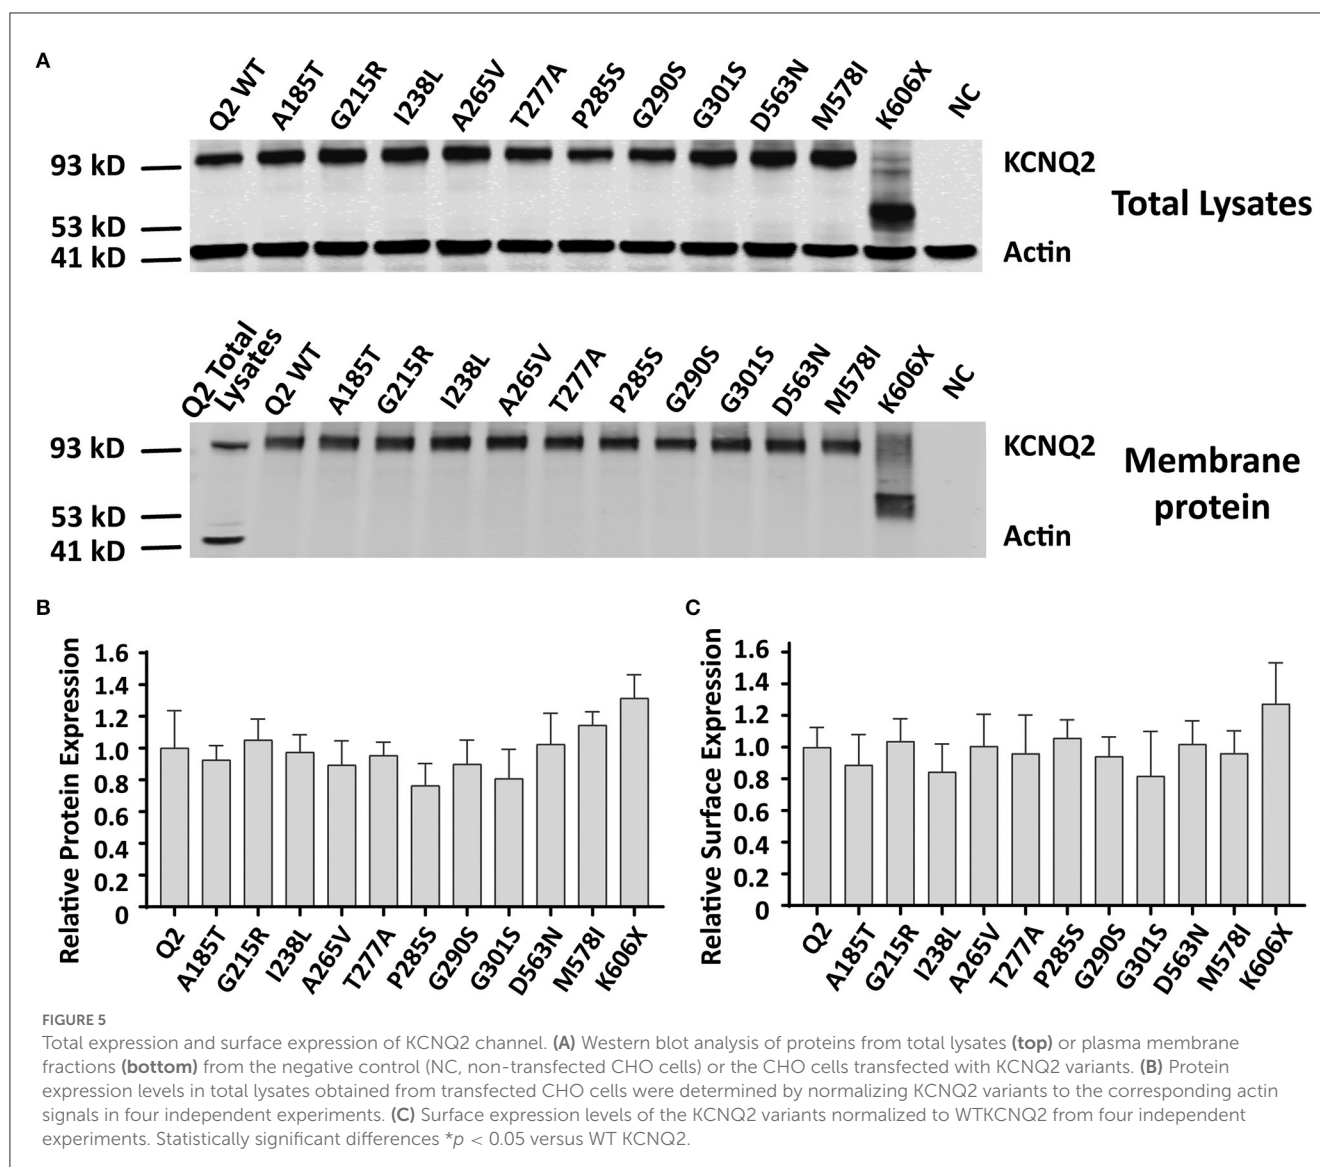 A
Q2 WT A185T G215R I238L A265V T277A P285S G290S G301S D563N M578I K606X NC
93 kD KCNQ2
Total Lysates
53 kD
41 kD Actin
Q2 Total
Lysates Q2 WT A185T G215R I238L A265V T277A P285S G290S G301S D563N M578I K606X NC
93 kD KCNQ2
Membrane
protein
53 kD
41 kD Actin
B
Relative Protein Expression
1.6
1.4
1.2
1.0
0.8
0.6
0.4
0.2
0
Q2 A185T G215R I238L A265V T277A P285S G290S G301S D563N M578I K606X
C
Relative Surface Expression
1.6
1.4
1.2
1.0
0.8
0.6
0.4
0.2
0
Q2 A185T G215R I238L A265V T277A P285S G290S G301S D563N M578I K606X
FIGURE 5
Total expression and surface expression of KCNQ2 channel. (A) Western blot analysis of proteins from total lysates (top) or plasma membrane
fractions (bottom) from the negative control (NC, non-transfected CHO cells) or the CHO cells transfected with KCNQ2 variants. (B) Protein
expression levels in total lysates obtained from transfected CHO cells were determined by normalizing KCNQ2 variants to the corresponding actin
signals in four independent experiments. (C) Surface expression levels of the KCNQ2 variants normalized to WTKCNQ2 from four independent
experiments. Statistically significant differences *p < 0.05 versus WT KCNQ2.